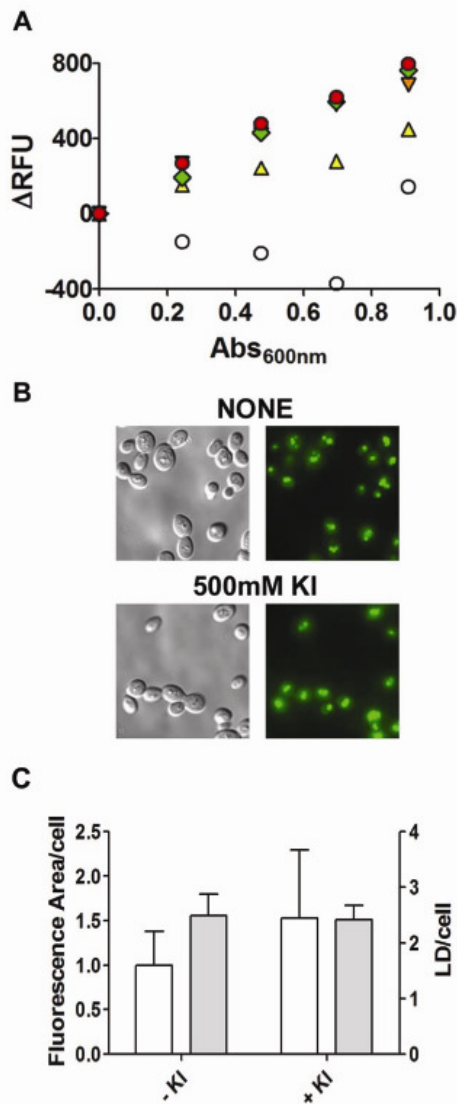 A
800
400
0
-400
ΔRFU
0.0 0.2 0.4 0.6 0.8 1.0
Abs600nm
B
NONE
500mM KI
C
Fluorescence Area/cell
2.5
2.0
1.5
1.0
0.5
0.0
4
3
2
1
0
LD/cell
- KI
+ KI